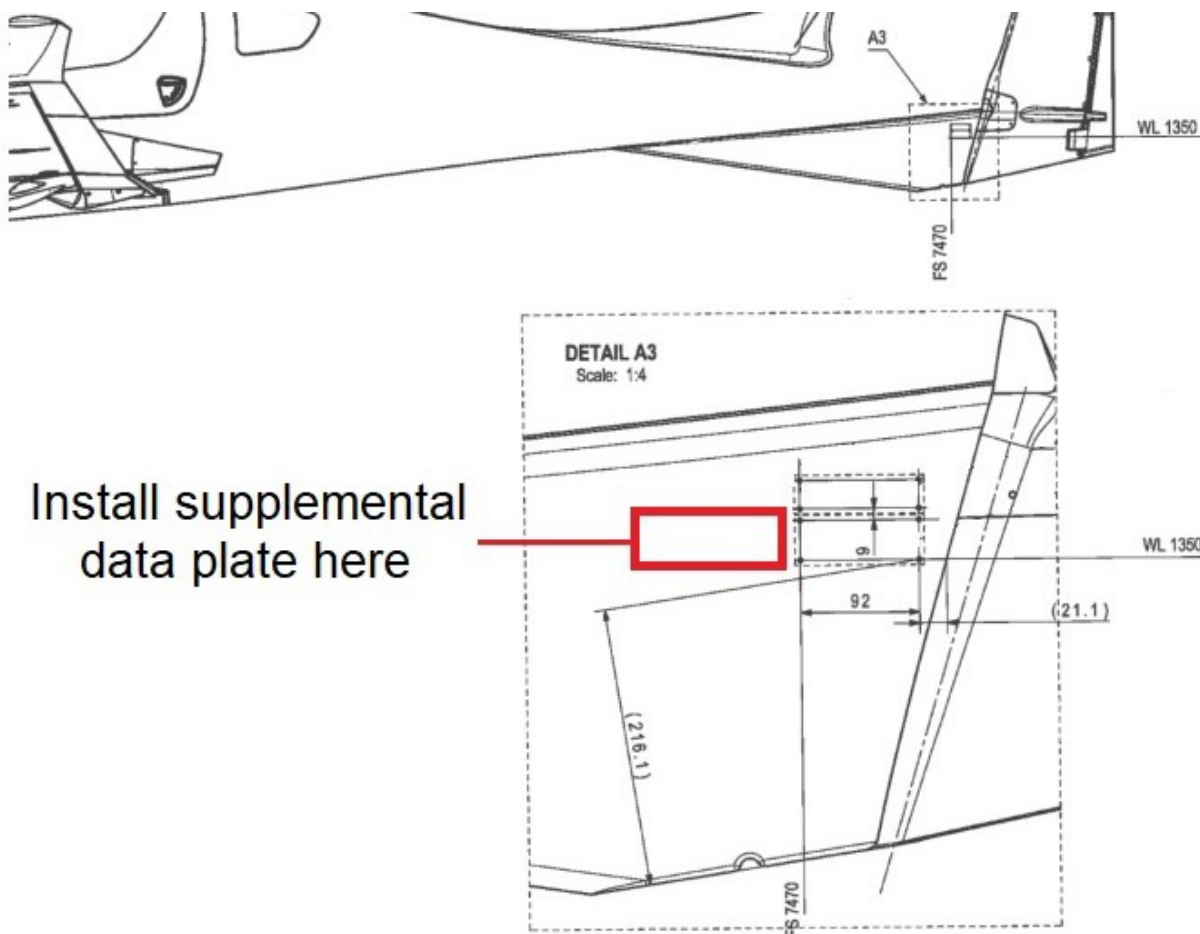 A3
WL 1350
FS 7470
DETAIL A3
Scale: 1:4
Install supplemental
data plate here
9
WL 1350
92
(21.1)
(216.1)
FS 7470